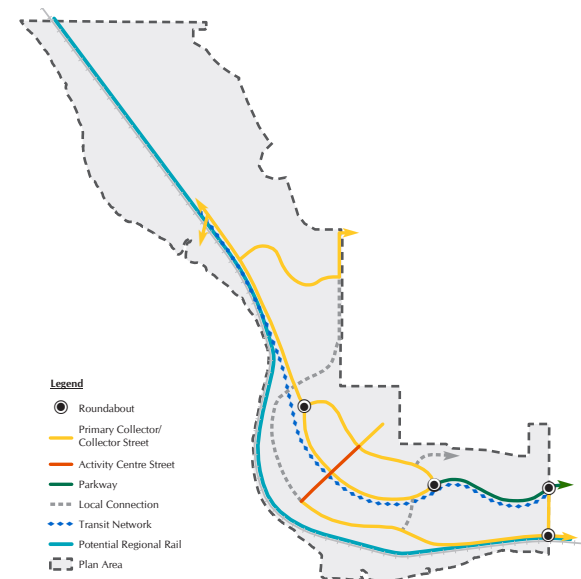 Legend
Roundabout
Primary Collector/
Collector Street
Activity Centre Street
Parkway
Local Connection
Transit Network
Potential Regional Rail
Plan Area